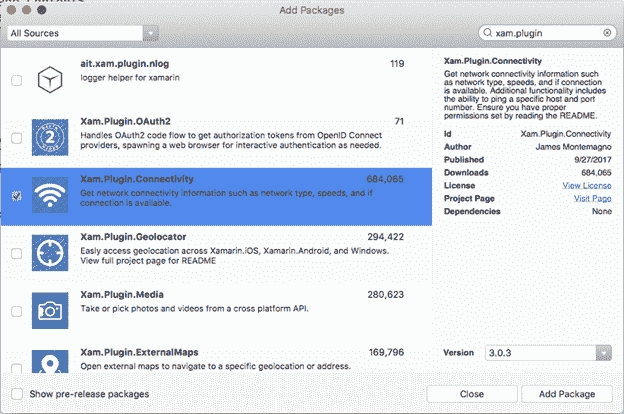 Add Packages
All Sources
xam.plugin
ait.xam.plugin.nlog 119
logger helper for xamarin
2
Xam.Plugin.OAuth2 71
Handles OAuth2 code flow to get authorization tokens from OpenID Connect
providers, spawning a web browser for interactive authentication as needed.
Xam.Plugin.Connectivity 684,065
Get network connectivity information such as network type, speeds, and if
connection is available.
Xam.Plugin.Geolocator 294,422
Easily access geolocation across Xamarin.iOS, Xamarin.Android, and Windows.
View full project page for README
Xam.Plugin.Media 280,623
Take or pick photos and videos from a cross platform API.
Xam.Plugin.ExternalMaps 169,796
Open external maps to navigate to a specific geolocation or address.
Xam.Plugin.Connectivity
Get network connectivity information such
as network type, speeds, and if connection
is available. Additional functionality includes
the ability to ping a specific host and port
number. Ensure you have proper
permissions set by reading the README.
Id Xam.Plugin.Connectivity
Author James Montemagno
Published 9/27/2017
Downloads 684,065
License View License
Project Page Visit Page
Dependencies None
Version 3.0.3
Show pre-release packages
Close
Add Package